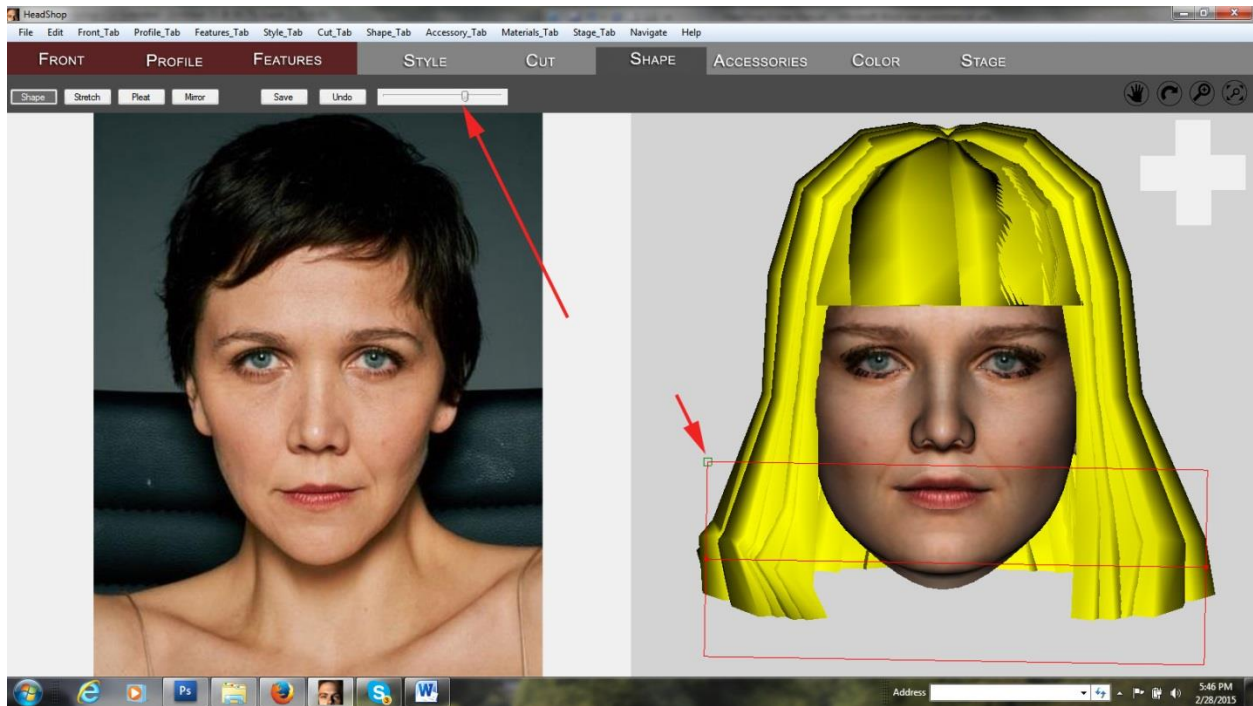 HeadShop
File Edit Front_Tab Profile_Tab Features_Tab Style_Tab Cut_Tab Shape_Tab Accessory_Tab Materials_Tab Stage_Tab Navigate Help
FRONT PROFILE FEATURES STYLE CUT SHAPE ACCESSORIES COLOR STAGE
Shape Stretch Pleat Mirror Save Undo
Ps S W Address 5:46 PM
2/28/2015